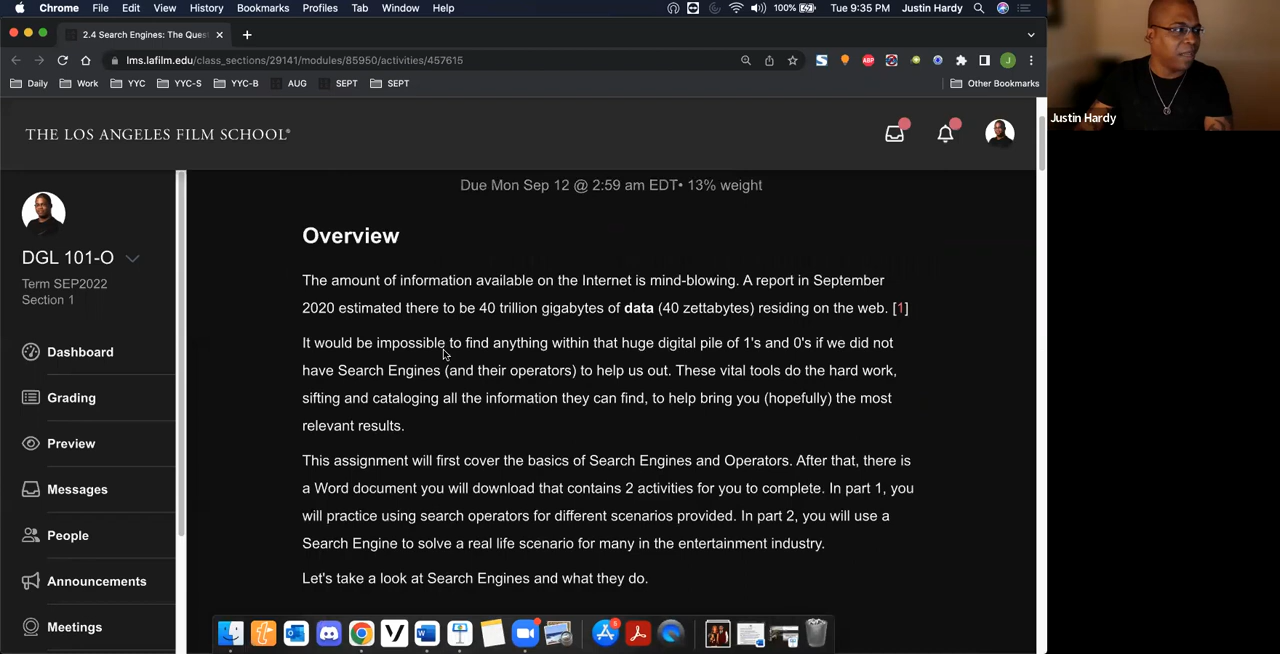 Chrome File Edit View History Bookmarks Profiles Tab Window Help 100% Tue 9:35 PM Justin Hardy
2.4 Search Engines: The Quest
lms.lafilm.edu/class_sections/29141/modules/85950/activities/457615
ABP J
Daily Work YYC YYC-S YYC-B AUG SEPT SEPT Other Bookmarks
Justin Hardy
THE LOS ANGELES FILM SCHOOL®
Due Mon Sep 12 @ 2:59 am EDT• 13% weight
DGL 101-O
Term SEP2022
Section 1
Dashboard
Grading
Preview
Messages
People
Announcements
Meetings
Overview
The amount of information available on the Internet is mind-blowing. A report in September
2020 estimated there to be 40 trillion gigabytes of data (40 zettabytes) residing on the web. [1]
It would be impossible to find anything within that huge digital pile of 1's and 0's if we did not
have Search Engines (and their operators) to help us out. These vital tools do the hard work,
sifting and cataloging all the information they can find, to help bring you (hopefully) the most
relevant results.
This assignment will first cover the basics of Search Engines and Operators. After that, there is
a Word document you will download that contains 2 activities for you to complete. In part 1, you
will practice using search operators for different scenarios provided. In part 2, you will use a
Search Engine to solve a real life scenario for many in the entertainment industry.
Let's take a look at Search Engines and what they do.